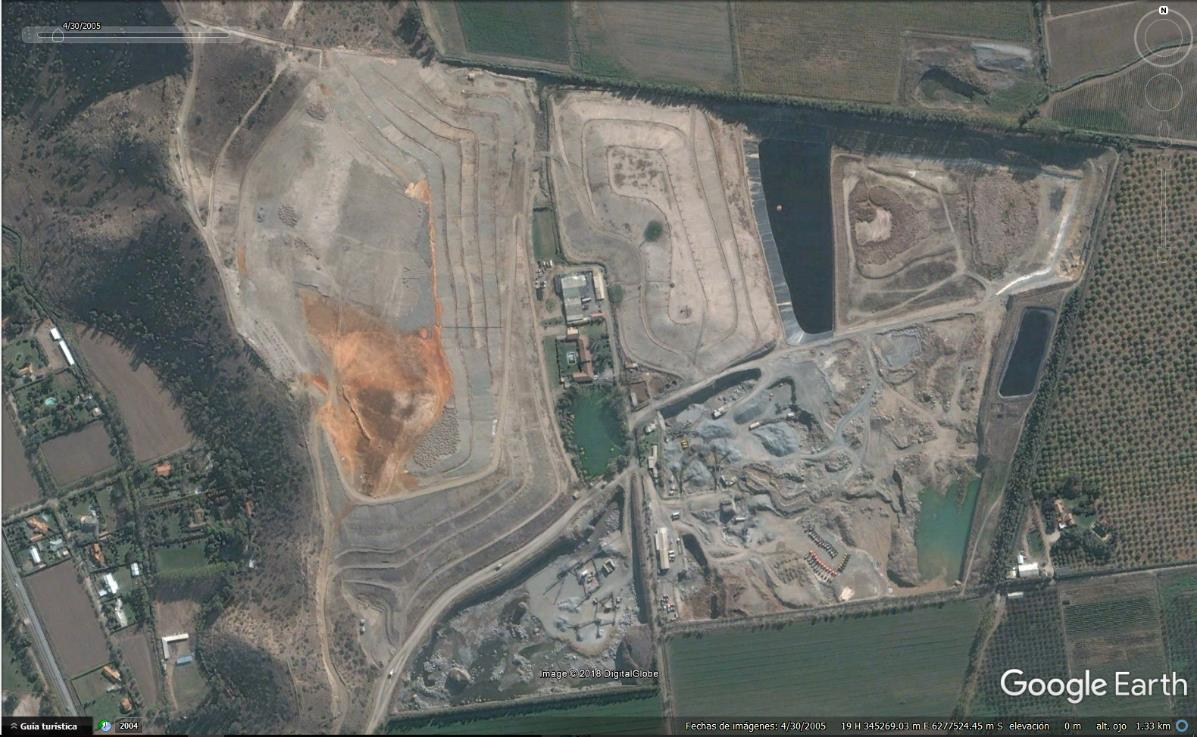 4/30/2005
N
Image © 2018 DigitalGlobe
Google Earth
Guía turística
2004
Fechas de imágenes: 4/30/2005 19 H 345269.03 m E 6277524.45 m S elevación 0 m alt. ojo 1.33 km